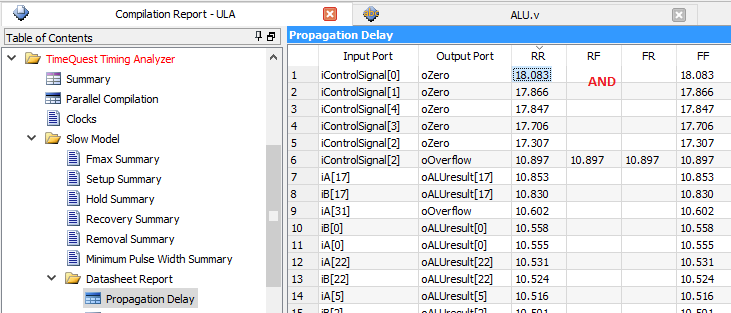 Compilation Report - ULA
ALU.v
Table of Contents
Propagation Delay
TimeQuest Timing Analyzer
Summary
Parallel Compilation
Clocks
Slow Model
Fmax Summary
Setup Summary
Hold Summary
Recovery Summary
Removal Summary
Minimum Pulse Width Summary
Datasheet Report
Propagation Delay
Input Port Output Port RR RF FR FF
1 iControlSignal[0] oZero 18.083 18.083
AND
2 iControlSignal[1] oZero 17.866 17.866
3 iControlSignal[4] oZero 17.847 17.847
4 iControlSignal[3] oZero 17.706 17.706
5 iControlSignal[2] oZero 17.307 17.307
6 iControlSignal[2] oOverflow 10.897 10.897 10.897 10.897
7 iA[17] oALUresult[17] 10.853 10.853
8 iB[17] oALUresult[17] 10.830 10.830
9 iA[31] oOverflow 10.602 10.602
10 iB[0] oALUresult[0] 10.558 10.558
11 iA[0] oALUresult[0] 10.555 10.555
12 iA[22] oALUresult[22] 10.531 10.531
13 iB[22] oALUresult[22] 10.524 10.524
14 iA[5] oALUresult[5] 10.516 10.516